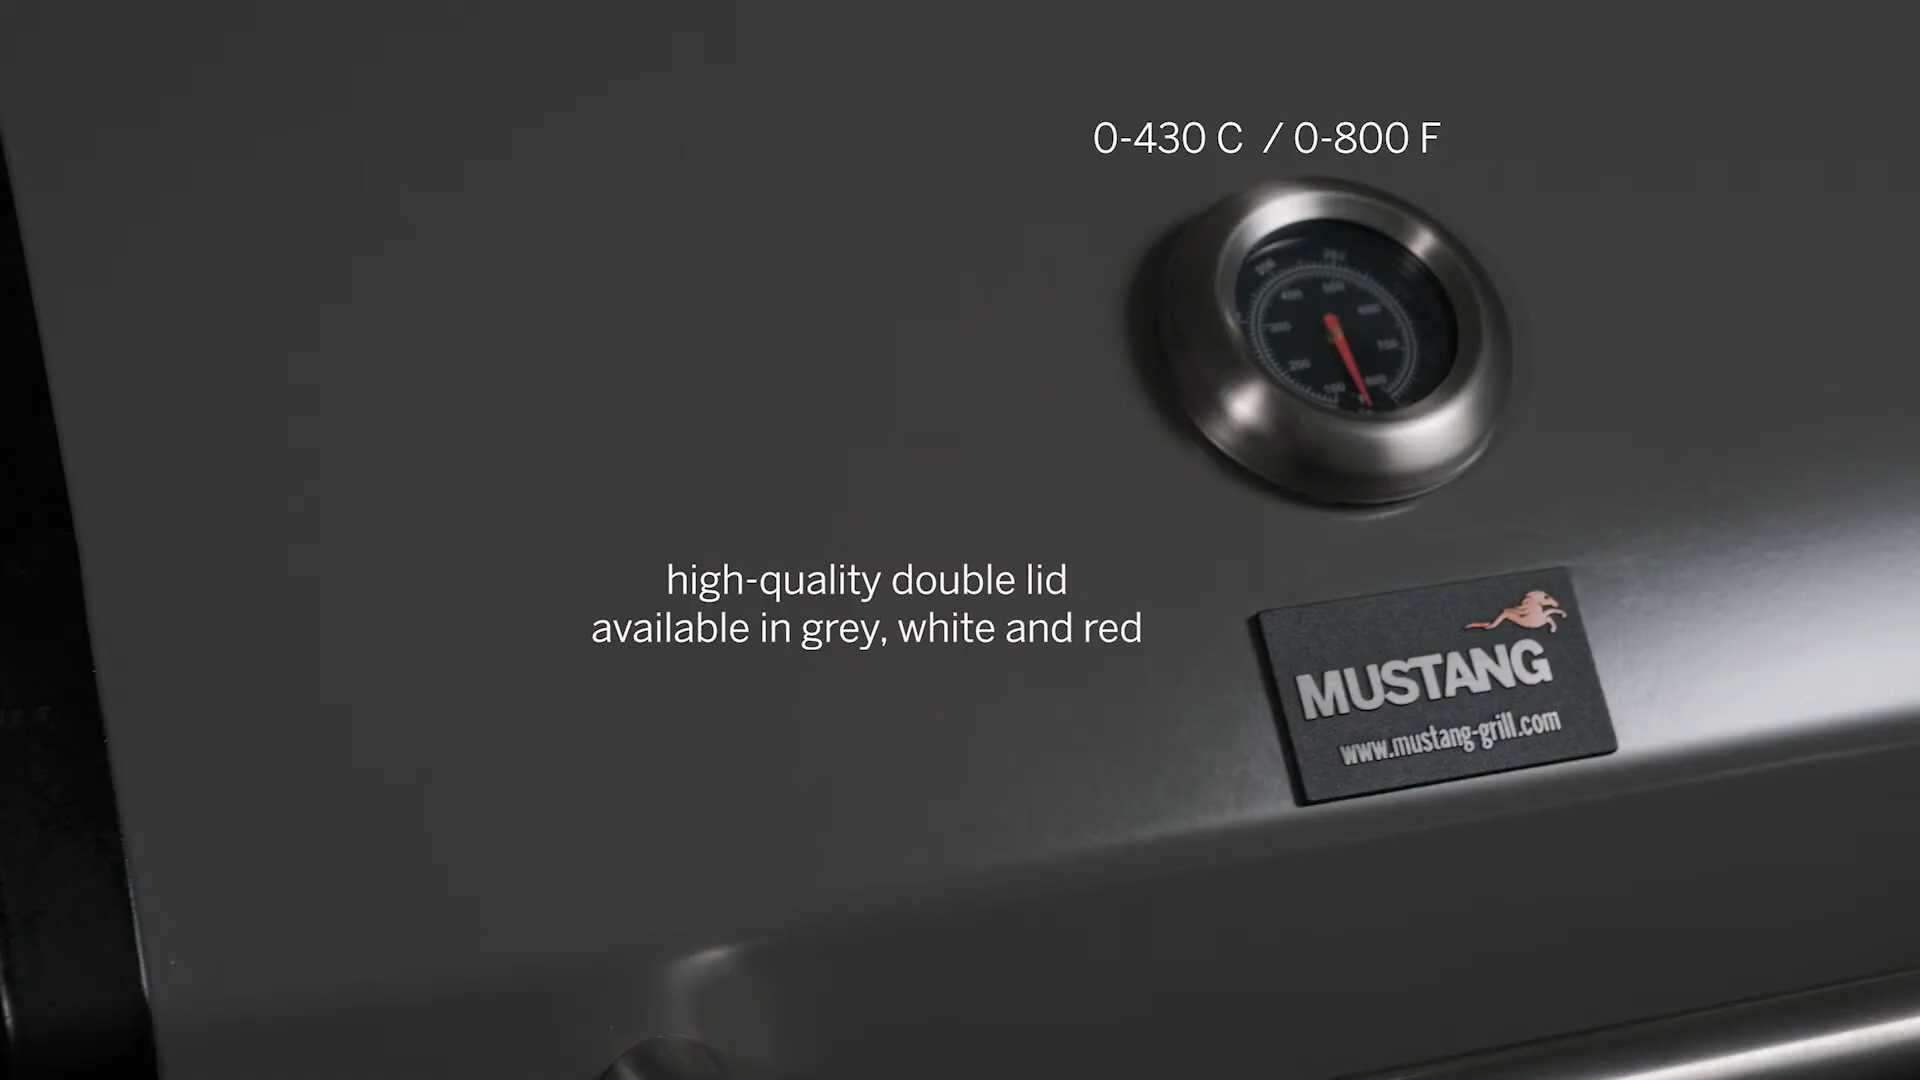 0-430 C / 0-800 F
high-quality double lid
available in grey, white and red
MUSTANG
www.mustang-grill.com